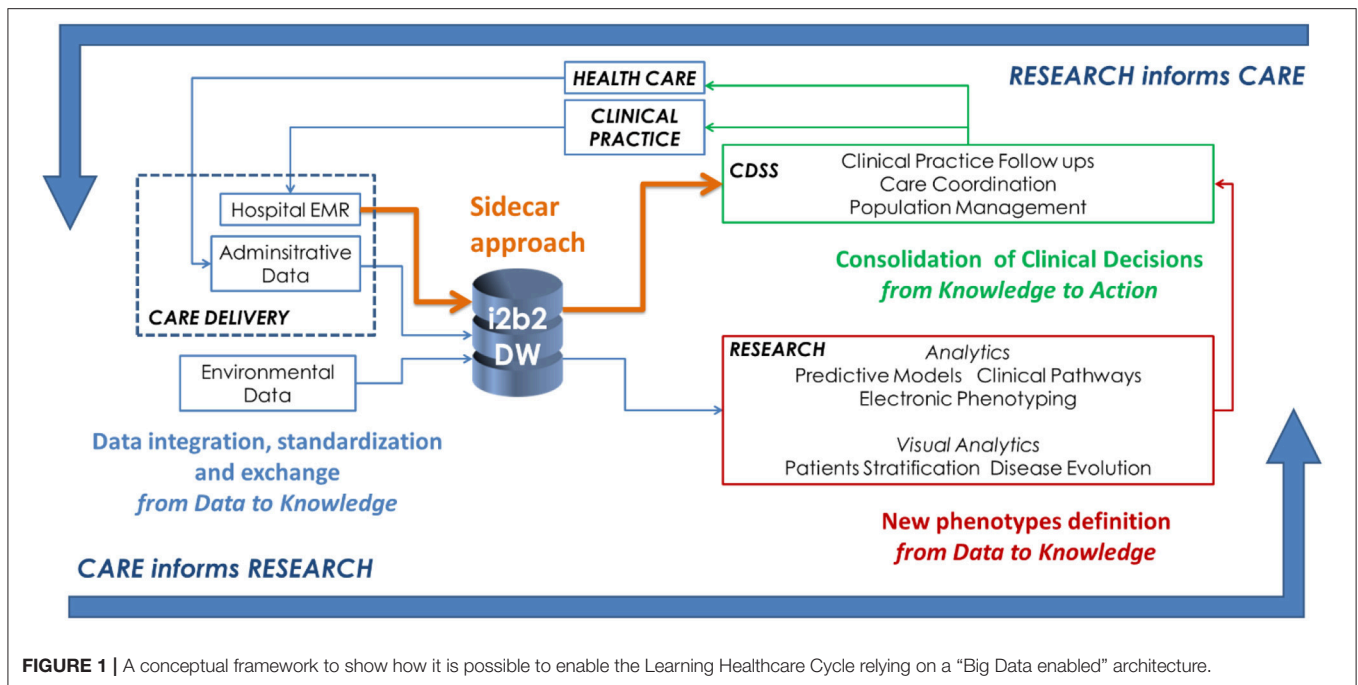 RESEARCH informs CARE
HEALTH CARE
CLINICAL
PRACTICE
CDSS
Clinical Practice Follow ups
Care Coordination
Population Management
Hospital EMR
Adminsitrative
Data
CARE DELIVERY
Sidecar
approach
Consolidation of Clinical Decisions
from Knowledge to Action
i2b2
DW
Environmental
Data
RESEARCH
Analytics
Predictive Models Clinical Pathways
Electronic Phenotyping
Visual Analytics
Patients Stratification Disease Evolution
Data integration, standardization
and exchange
from Data to Knowledge
New phenotypes definition
from Data to Knowledge
CARE informs RESEARCH
FIGURE 1 | A conceptual framework to show how it is possible to enable the Learning Healthcare Cycle relying on a “Big Data enabled” architecture.